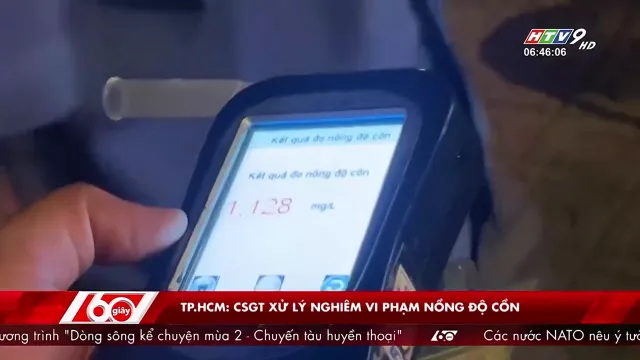 HTV9 HD
06:46:06
Kết quả đo nồng độ cồn
Kết quả đo nồng độ cồn
1.128 mg/L
60 giây
TP.HCM: CSGT XỬ LÝ NGHIÊM VI PHẠM NỒNG ĐỘ CỒN
ương trình "Dòng sông kể chuyện mùa 2 - Chuyến tàu huyền thoại" 60 Các nước NATO nêu ý tư